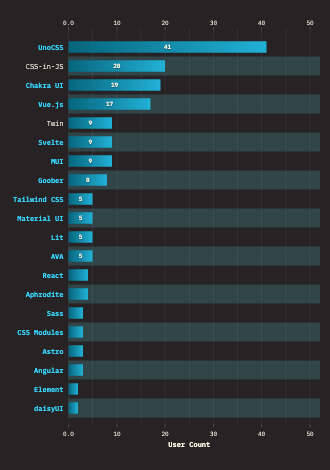 0.0 10 20 30 40 50
UnoCSS 41
CSS-in-JS 20
Chakra UI 19
Vue.js 17
Twin 9
Svelte 9
MUI 9
Goober 8
Tailwind CSS 5
Material UI 5
Lit 5
AVA 5
React
Aphrodite
Sass
CSS Modules
Astro
Angular
Element
daisyUI
0.0 10 20 30 40 50
User Count